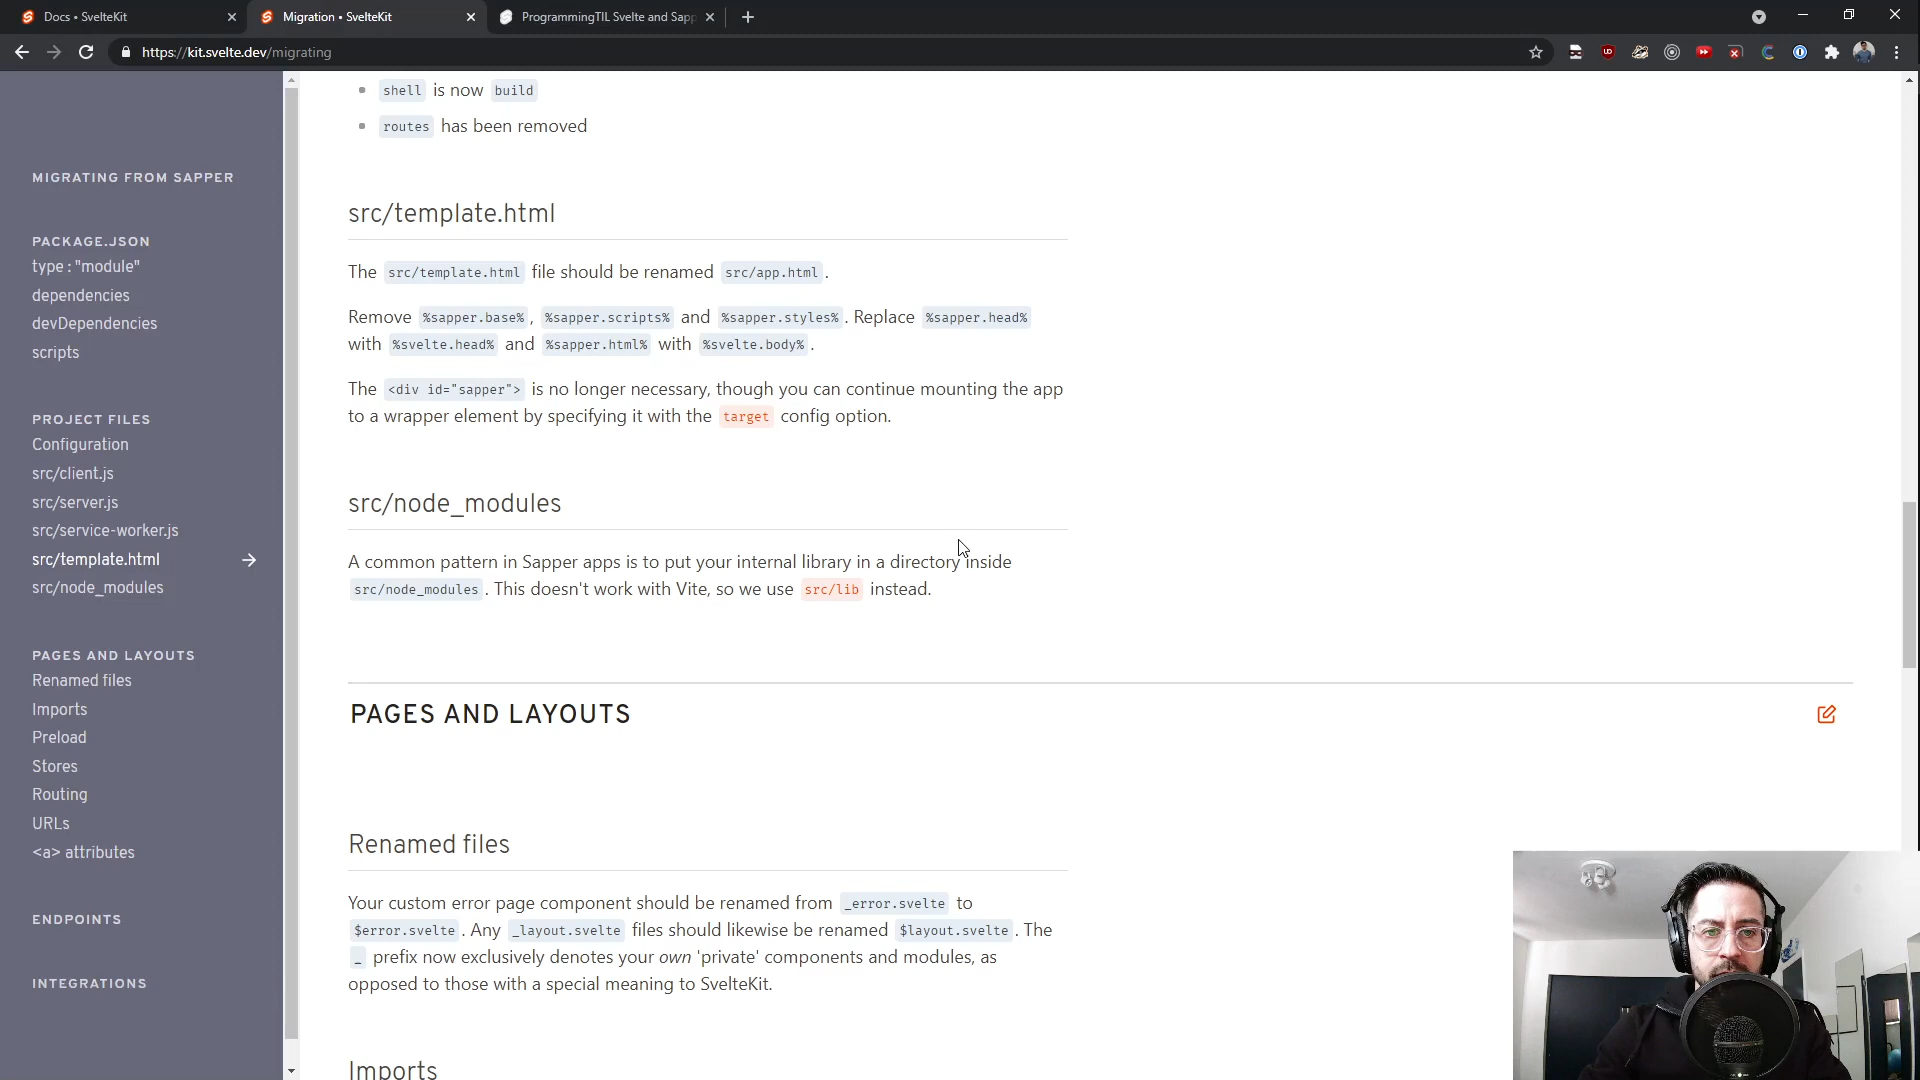 Docs • SvelteKit
Migration • SvelteKit
ProgrammingTIL Svelte and Sapp
https://kit.svelte.dev/migrating
MIGRATING FROM SAPPER
PACKAGE.JSON
type : "module"
dependencies
devDependencies
scripts
PROJECT FILES
Configuration
src/client.js
src/server.js
src/service-worker.js
src/template.html
src/node_modules
PAGES AND LAYOUTS
Renamed files
Imports
Preload
Stores
Routing
URLs
<a> attributes
ENDPOINTS
INTEGRATIONS
shell is now build
routes has been removed
src/template.html
The src/template.html file should be renamed src/app.html .
Remove %sapper.base% , %sapper.scripts% and %sapper.styles% . Replace %sapper.head%
with %svelte.head% and %sapper.html% with %svelte.body% .
The <div id="sapper"> is no longer necessary, though you can continue mounting the app
to a wrapper element by specifying it with the target config option.
src/node_modules
A common pattern in Sapper apps is to put your internal library in a directory inside
src/node_modules . This doesn't work with Vite, so we use src/lib instead.
PAGES AND LAYOUTS
Renamed files
Your custom error page component should be renamed from _error.svelte to
$error.svelte . Any _layout.svelte files should likewise be renamed $layout.svelte . The
_ prefix now exclusively denotes your own 'private' components and modules, as
opposed to those with a special meaning to SvelteKit.
Imports